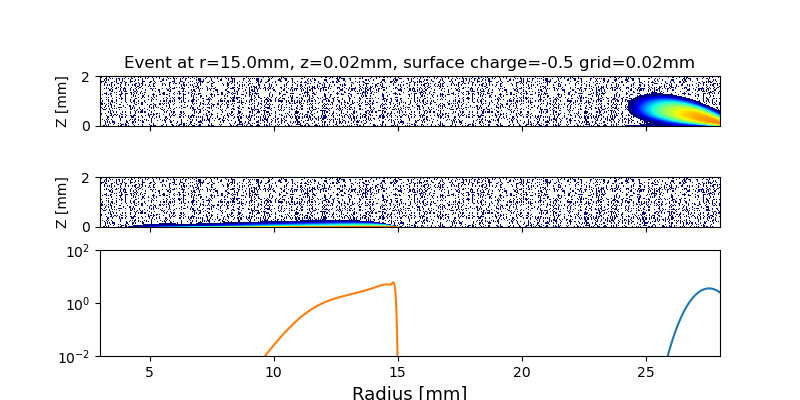 Event at r=15.0mm, z=0.02mm, surface charge=-0.5 grid=0.02mm
2
Z [mm]
0
2
Z [mm]
0
10²
10⁰
10⁻²
5 10 15 20 25
Radius [mm]